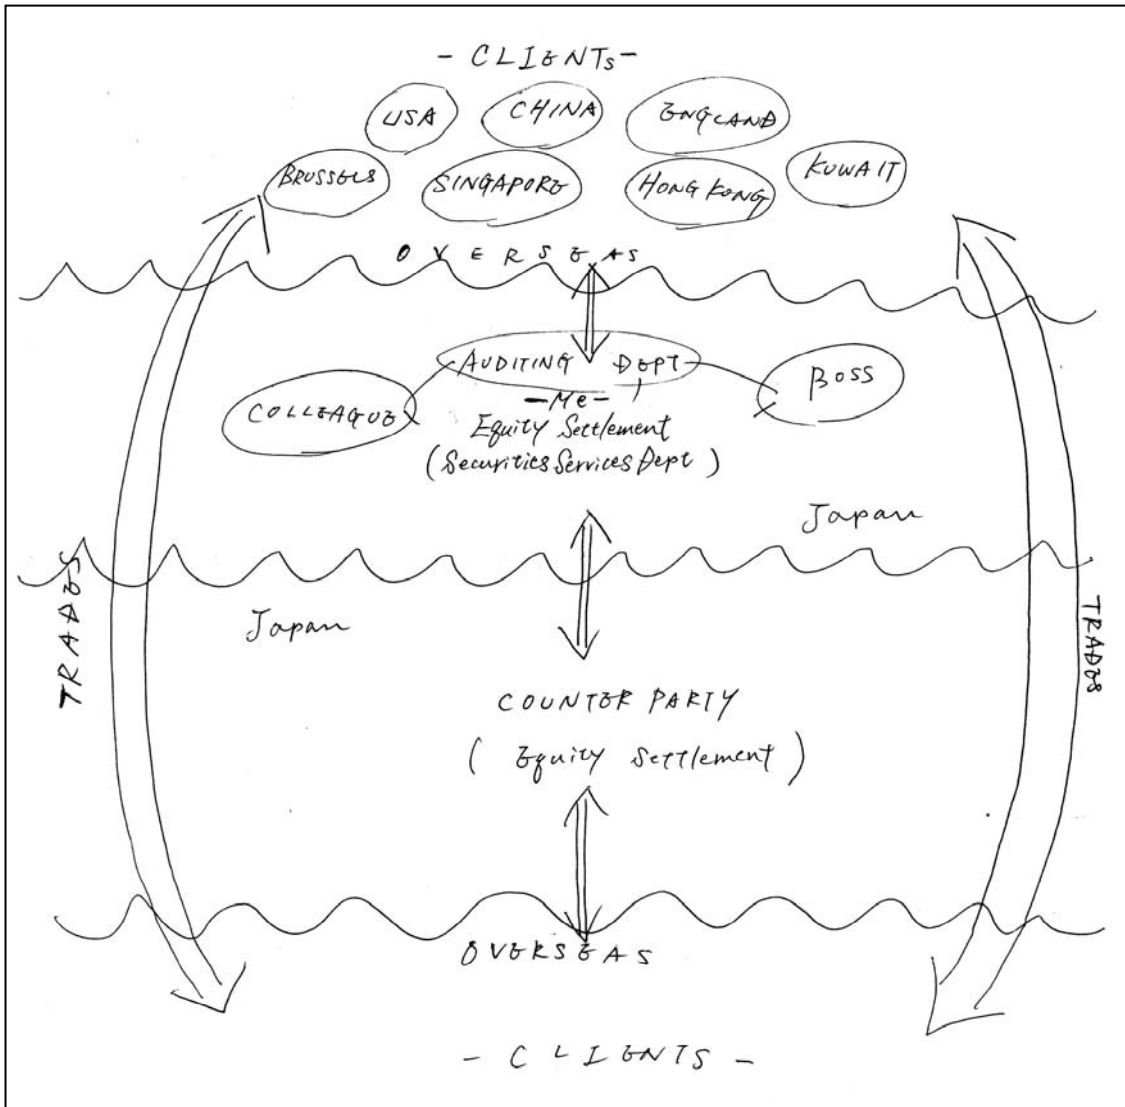 - CLIENTs -
USA
CHINA
ENGLAND
BRUSSELS
SINGAPORE
HONG KONG
KUWAIT
OVERSEAS
AUDITING DEPT
COLLEAGUE
BOSS
-Me-
Equity Settlement
(Securities Services Dept)
Japan
TRADES
Japan
TRADES
COUNTER PARTY
(Equity Settlement)
OVERSEAS
- CLIENTS -